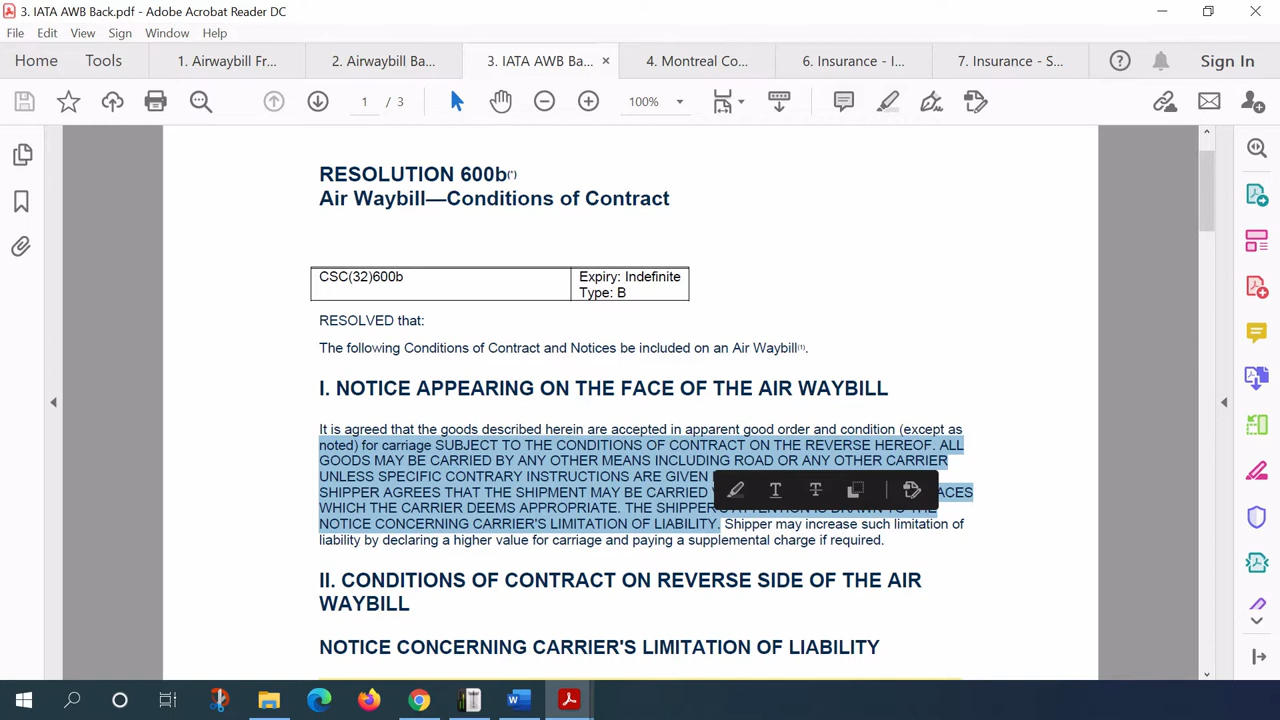 3. IATA AWB Back.pdf - Adobe Acrobat Reader DC
File Edit View Sign Window Help
Home Tools 1. Airwaybill Fr... 2. Airwaybill Ba... 3. IATA AWB Ba... 4. Montreal Co... 6. Insurance - I... 7. Insurance - S... Sign In
1 / 3 100%
RESOLUTION 600b(*)
Air Waybill—Conditions of Contract
CSC(32)600b Expiry: Indefinite
Type: B
RESOLVED that:
The following Conditions of Contract and Notices be included on an Air Waybill(1).
I. NOTICE APPEARING ON THE FACE OF THE AIR WAYBILL
It is agreed that the goods described herein are accepted in apparent good order and condition (except as
noted) for carriage SUBJECT TO THE CONDITIONS OF CONTRACT ON THE REVERSE HEREOF. ALL
GOODS MAY BE CARRIED BY ANY OTHER MEANS INCLUDING ROAD OR ANY OTHER CARRIER
UNLESS SPECIFIC CONTRARY INSTRUCTIONS ARE GIVEN
SHIPPER AGREES THAT THE SHIPMENT MAY BE CARRIED
WHICH THE CARRIER DEEMS APPROPRIATE. THE SHIPPER'S ATTENTION IS DRAWN TO THE
NOTICE CONCERNING CARRIER'S LIMITATION OF LIABILITY. Shipper may increase such limitation of
liability by declaring a higher value for carriage and paying a supplemental charge if required.
II. CONDITIONS OF CONTRACT ON REVERSE SIDE OF THE AIR
WAYBILL
NOTICE CONCERNING CARRIER'S LIMITATION OF LIABILITY